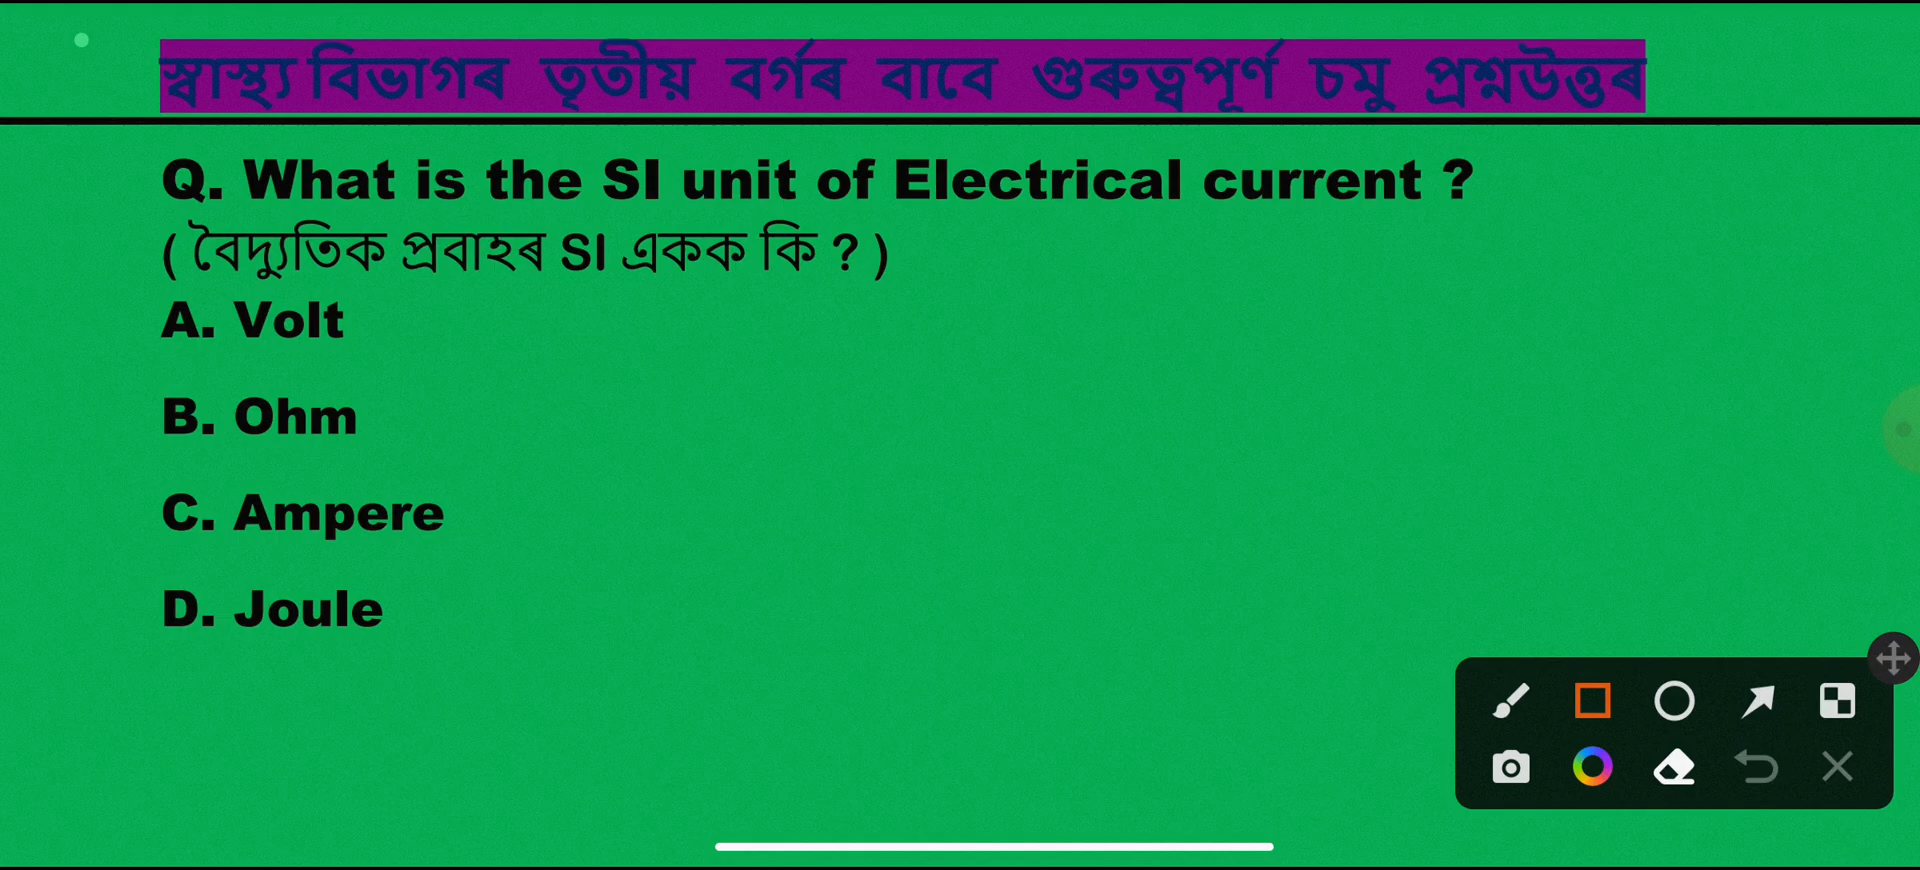 স্বাস্থ্য বিভাগৰ তৃতীয় বৰ্গৰ বাবে গুৰুত্বপূৰ্ণ চমু প্ৰশ্নউত্তৰ
Q. What is the SI unit of Electrical current ?
( বৈদ্যুতিক প্ৰবাহৰ SI একক কি ? )
A. Volt
B. Ohm
C. Ampere
D. Joule